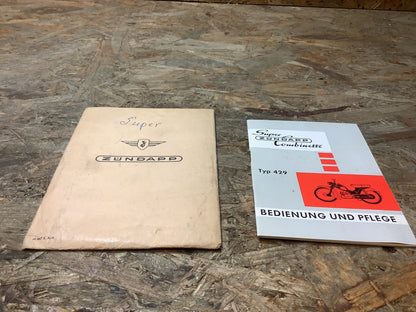 Super
ZÜNDAPP
Super
ZÜNDAPP
Combinette
Typ 429
BEDIENUNG UND PFLEGE